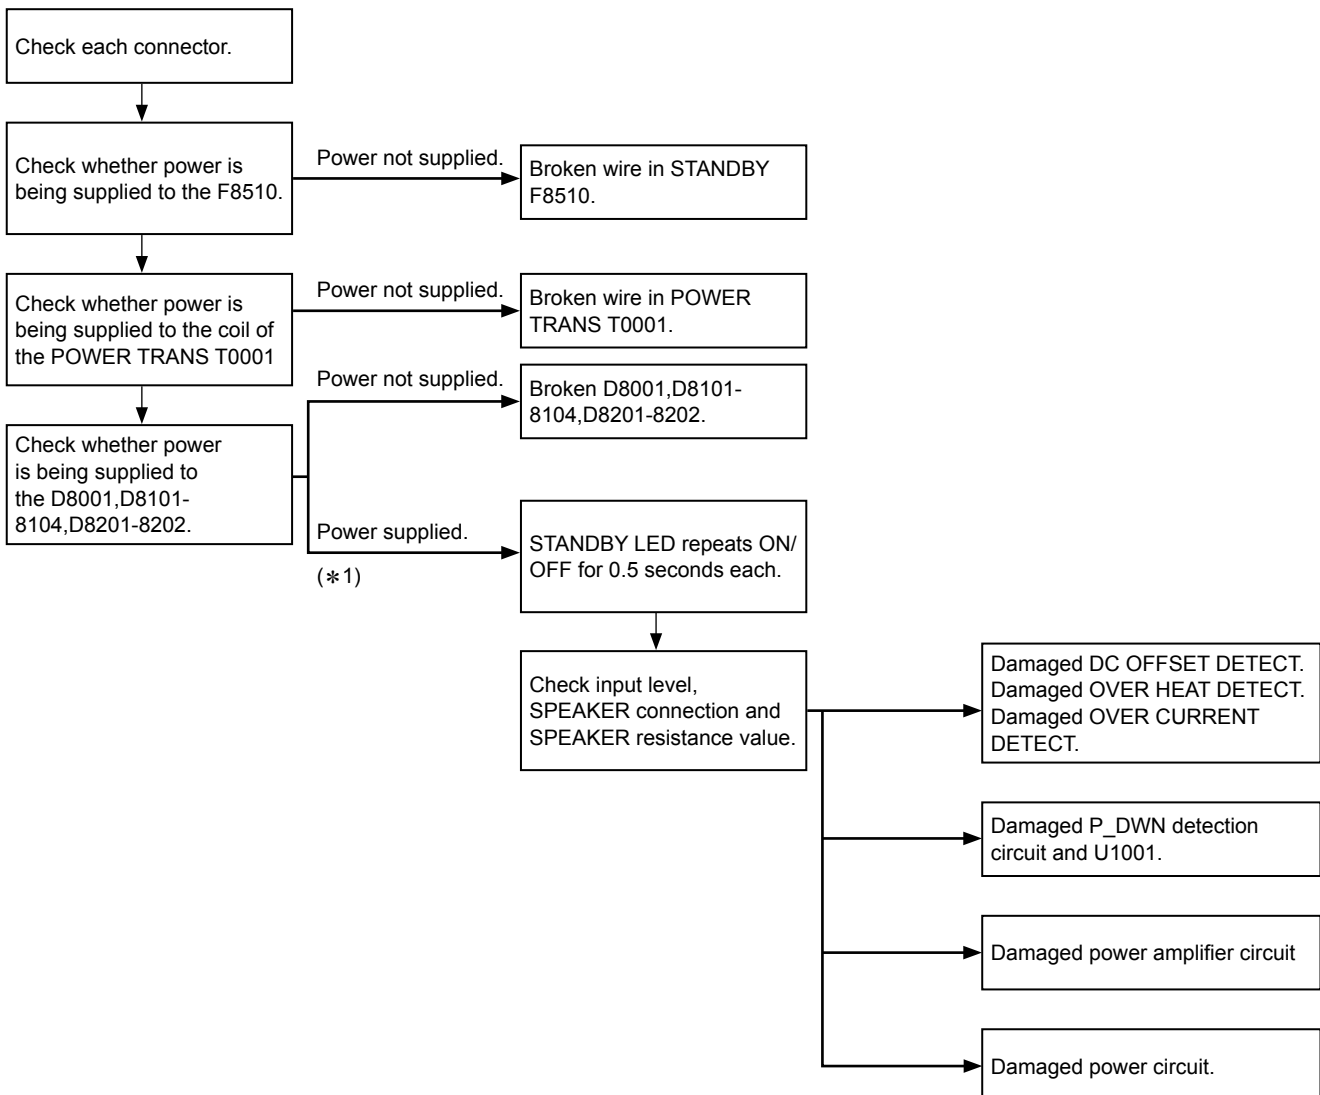 Check each connector.
Check whether power is
being supplied to the F8510.
Power not supplied.
Broken wire in STANDBY
F8510.
Check whether power is
being supplied to the coil of
the POWER TRANS T0001
Power not supplied.
Broken wire in POWER
TRANS T0001.
Check whether power
is being supplied to
the D8001,D8101-
8104,D8201-8202.
Power not supplied.
Broken D8001,D8101-
8104,D8201-8202.
Power supplied.
(*1)
STANDBY LED repeats ON/
OFF for 0.5 seconds each.
Check input level,
SPEAKER connection and
SPEAKER resistance value.
Damaged DC OFFSET DETECT.
Damaged OVER HEAT DETECT.
Damaged OVER CURRENT
DETECT.
Damaged P_DWN detection
circuit and U1001.
Damaged power amplifier circuit
Damaged power circuit.